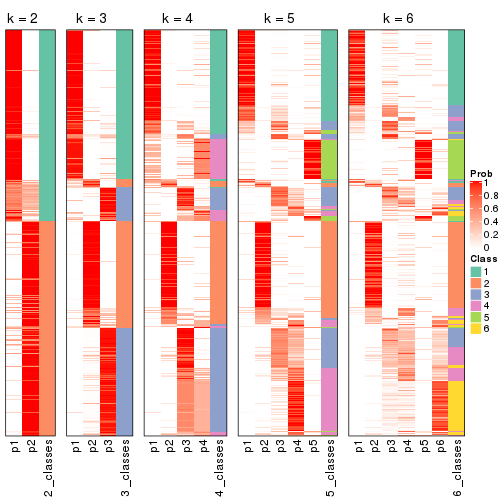 k = 2
k = 3
k = 4
k = 5
k = 6
Prob
1
0.8
0.6
0.4
0.2
0
Class
1
2
3
4
5
6
p1
p2
2_classes
p1
p2
p3
3_classes
p1
p2
p3
p4
4_classes
p1
p2
p3
p4
p5
5_classes
p1
p2
p3
p4
p5
p6
6_classes